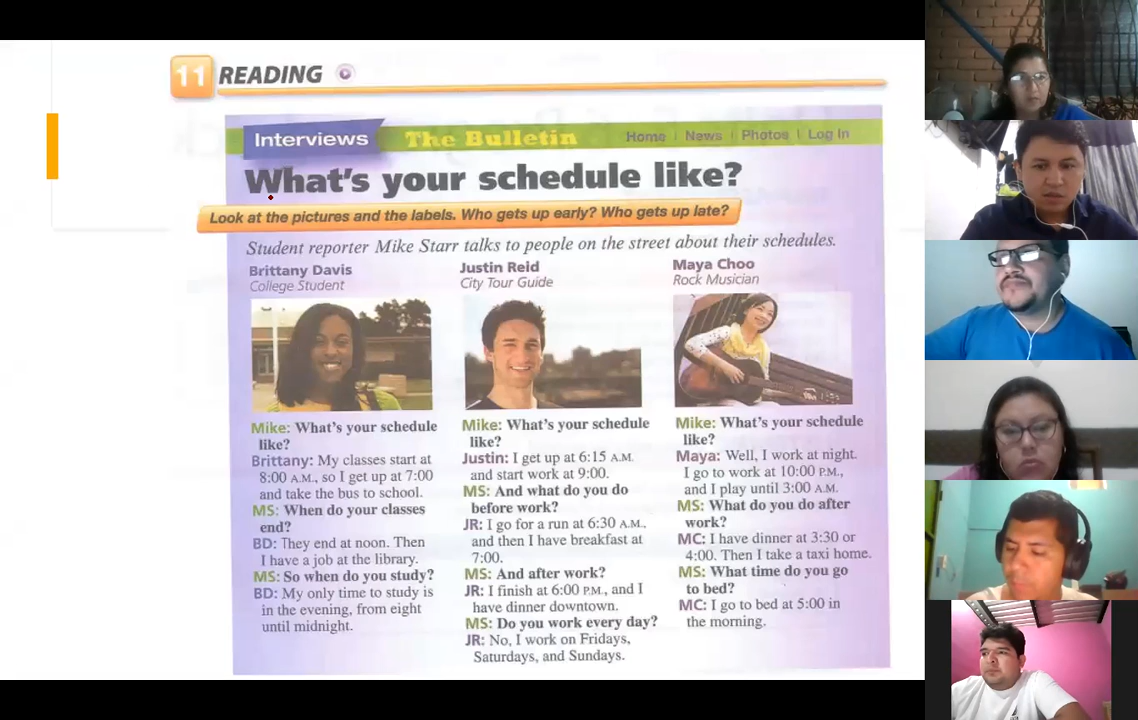 11 READING
Interviews The Bulletin Home | News | Photos | Log In
What's your schedule like?
Look at the pictures and the labels. Who gets up early? Who gets up late?
Student reporter Mike Starr talks to people on the street about their schedules.
Brittany Davis
College Student
Mike: What's your schedule
like?
Brittany: My classes start at
8:00 A.M., so I get up at 7:00
and take the bus to school.
MS: When do your classes
end?
BD: They end at noon. Then
I have a job at the library.
MS: So when do you study?
BD: My only time to study is
in the evening, from eight
until midnight.
Justin Reid
City Tour Guide
Mike: What's your schedule
like?
Justin: I get up at 6:15 A.M.
and start work at 9:00.
MS: And what do you do
before work?
JR: I go for a run at 6:30 A.M.,
and then I have breakfast at
7:00.
MS: And after work?
JR: I finish at 6:00 P.M., and I
have dinner downtown.
MS: Do you work every day?
JR: No, I work on Fridays,
Saturdays, and Sundays.
Maya Choo
Rock Musician
Mike: What's your schedule
like?
Maya: Well, I work at night.
I go to work at 10:00 P.M.,
and I play until 3:00 A.M.
MS: What do you do after
work?
MC: I have dinner at 3:30 or
4:00. Then I take a taxi home.
MS: What time do you go
to bed?
MC: I go to bed at 5:00 in
the morning.